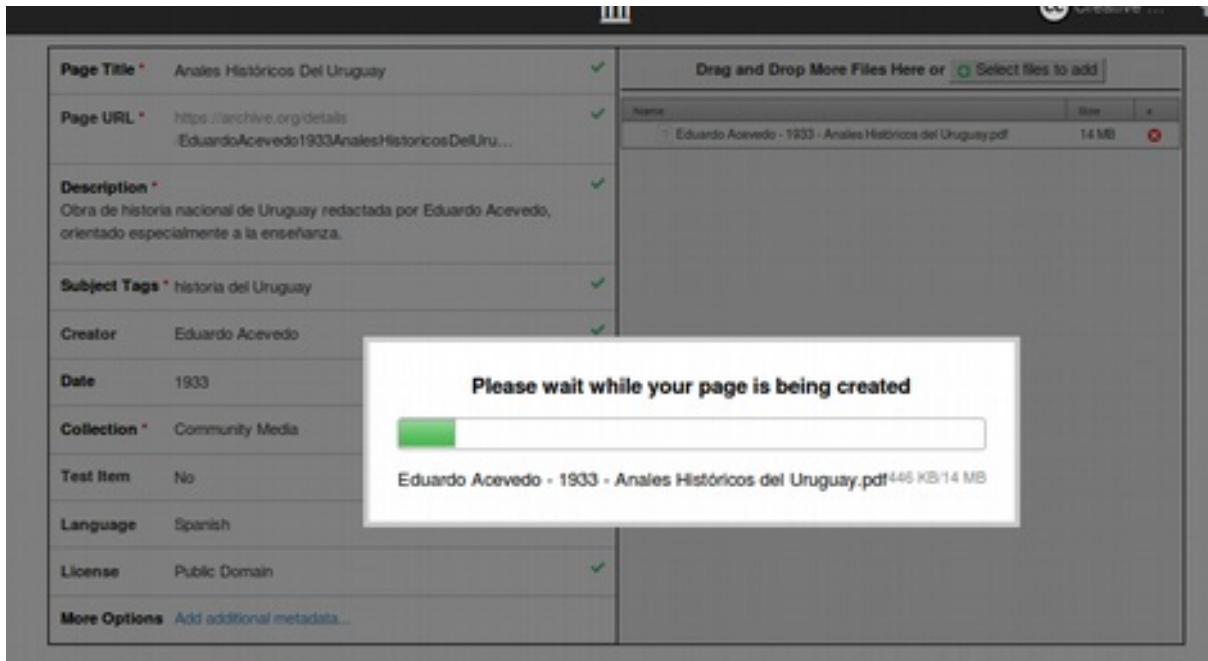 Creative ...
Page Title * Anales Históricos Del Uruguay
Page URL * https://archive.org/details
/EduardoAcevedo1933AnalesHistoricosDelUru...
Description *
Obra de historia nacional de Uruguay redactada por Eduardo Acevedo,
orientado especialmente a la enseñanza.
Subject Tags * historia del Uruguay
Creator Eduardo Acevedo
Date 1933
Collection * Community Media
Test Item No
Language Spanish
License Public Domain
More Options Add additional metadata...
Drag and Drop More Files Here or Select files to add
Name Size x
? Eduardo Acevedo - 1933 - Anales Históricos del Uruguay.pdf 14 MB
Please wait while your page is being created
Eduardo Acevedo - 1933 - Anales Históricos del Uruguay.pdf 446 KB/14 MB